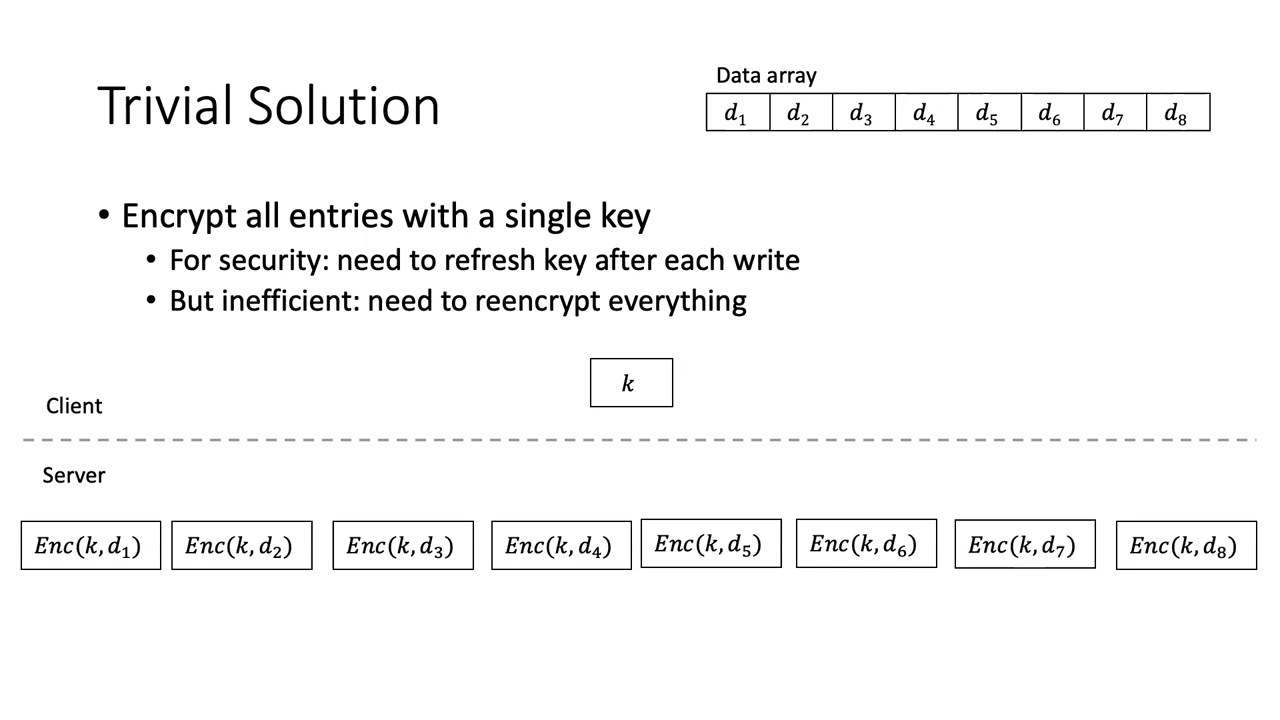 Trivial Solution
Data array
d₁ d₂ d₃ d₄ d₅ d₆ d₇ d₈
• Encrypt all entries with a single key
• For security: need to refresh key after each write
• But inefficient: need to reencrypt everything
k
Client
Server
Enc(k, d₁) Enc(k, d₂) Enc(k, d₃) Enc(k, d₄) Enc(k, d₅) Enc(k, d₆) Enc(k, d₇) Enc(k, d₈)